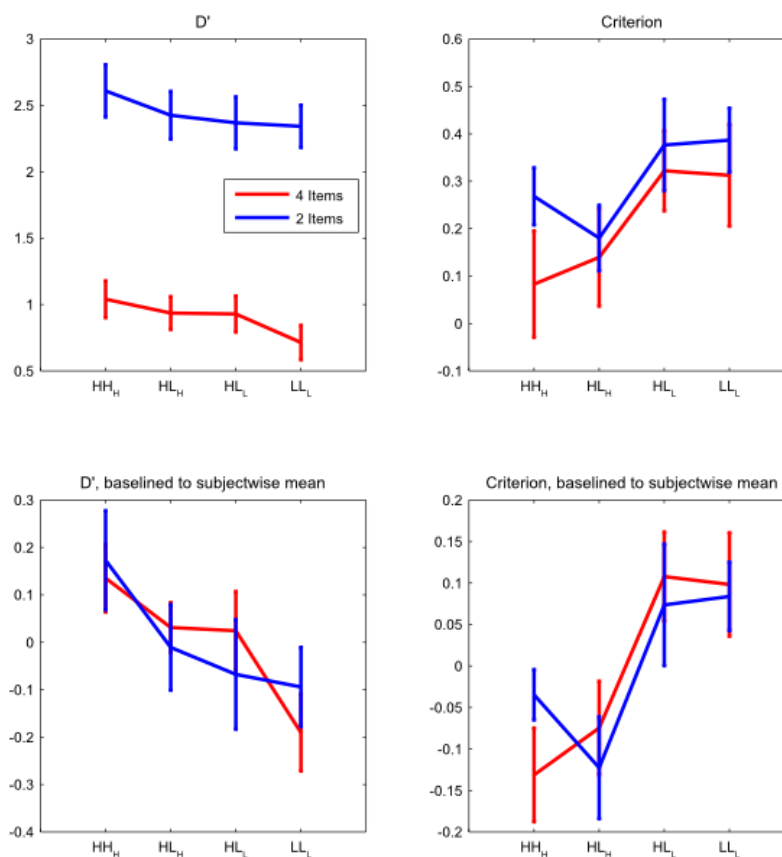 D'
3
2.5
2
1.5
1
0.5
4 Items
2 Items
HH_H
HL_H
HL_L
LL_L
Criterion
0.6
0.5
0.4
0.3
0.2
0.1
0
-0.1
HH_H
HL_H
HL_L
LL_L
D', baselined to subjectwise mean
0.3
0.2
0.1
0
-0.1
-0.2
-0.3
-0.4
HH_H
HL_H
HL_L
LL_L
Criterion, baselined to subjectwise mean
0.2
0.15
0.1
0.05
0
-0.05
-0.1
-0.15
-0.2
HH_H
HL_H
HL_L
LL_L